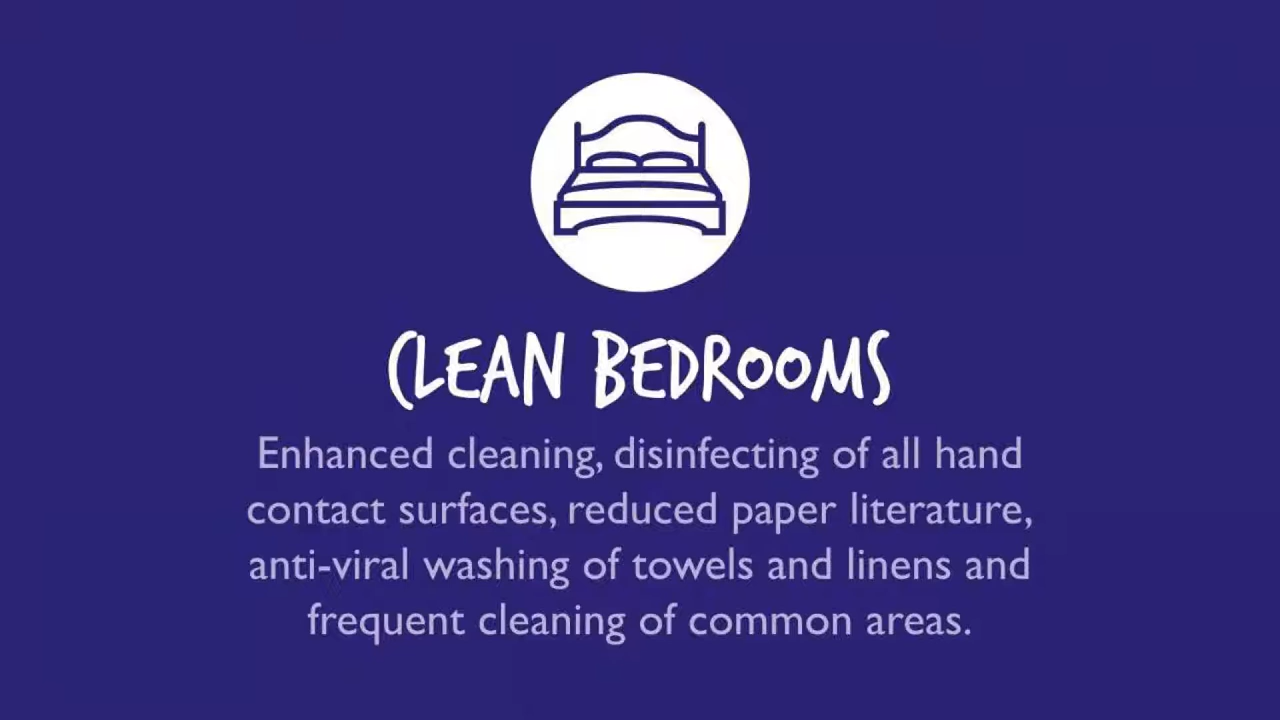 CLEAN BEDROOMS
Enhanced cleaning, disinfecting of all hand
contact surfaces, reduced paper literature,
anti-viral washing of towels and linens and
frequent cleaning of common areas.